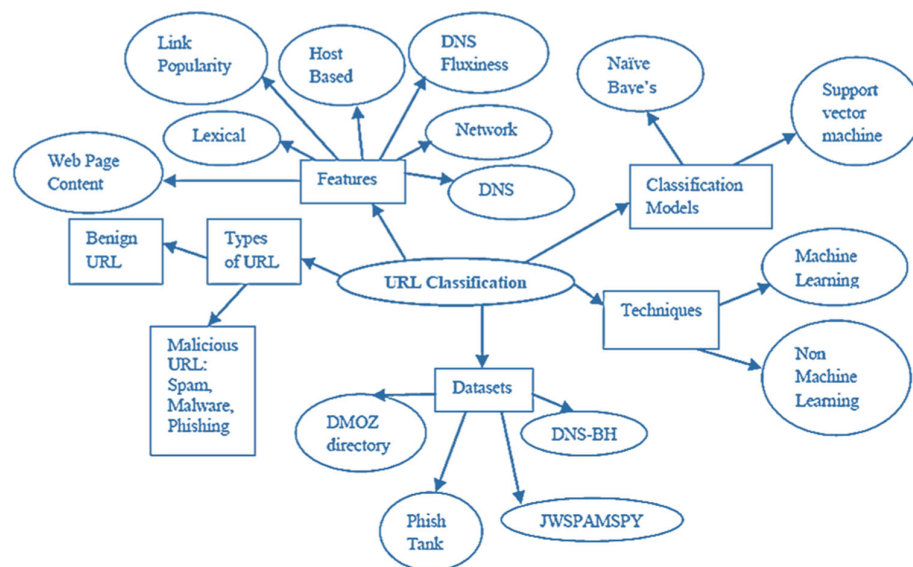 Link
Popularity
Host
Based
DNS
Fluxiness
Naïve
Bave's
Support
vector
machine
Lexical
Network
Web Page
Content
Features
DNS
Classification
Models
Benign
URL
Types
of URL
URL Classification
Machine
Learning
Techniques
Malicious
URL:
Spam,
Malware,
Phishing
Non
Machine
Learning
Datasets
DMOZ
directory
DNS-BH
Phish
Tank
JWSPAMSPY